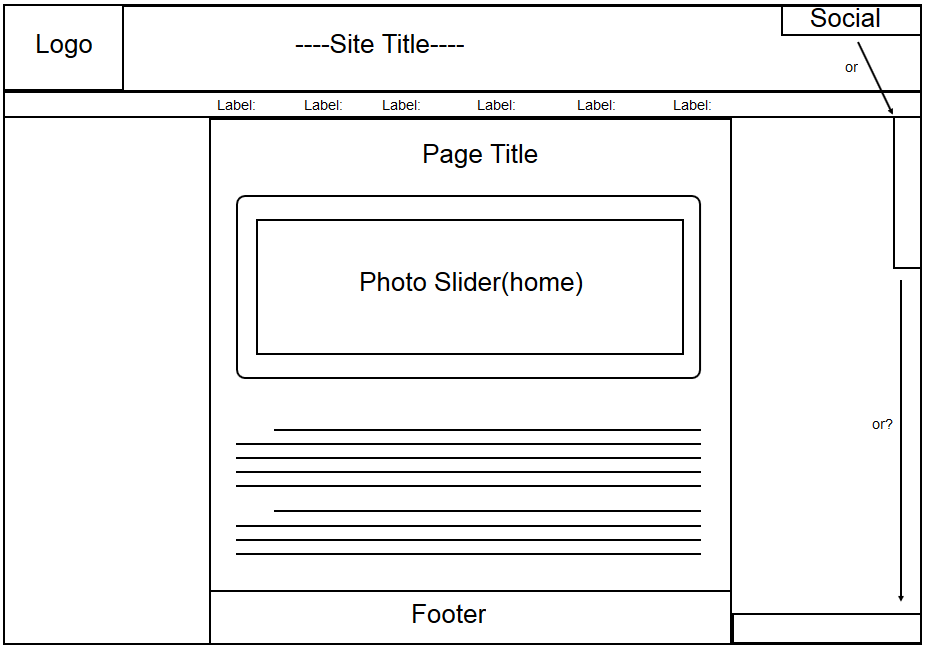 Social
Logo
----Site Title----
or
Label: Label: Label: Label: Label: Label:
Page Title
Photo Slider(home)
or?
Footer